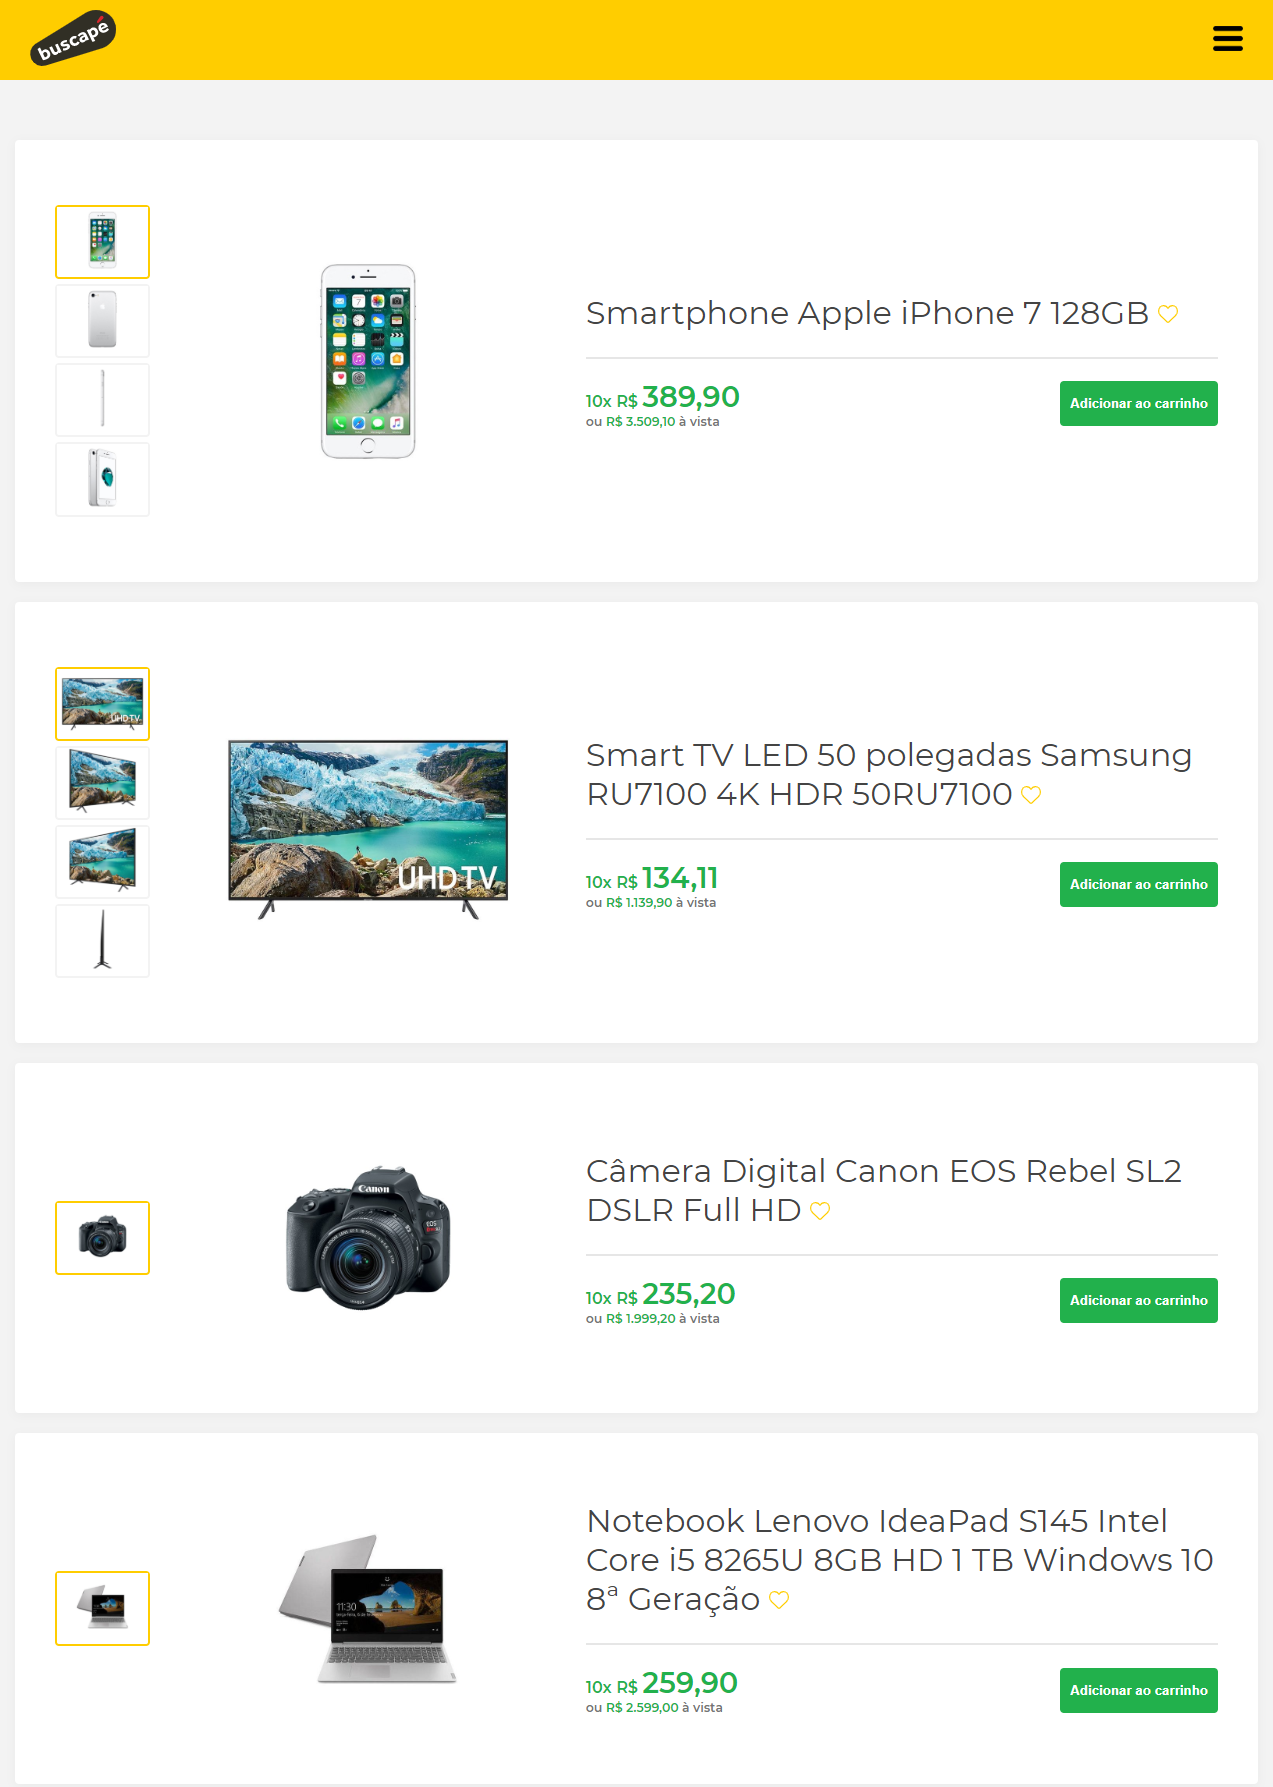 buscapé
Smartphone Apple iPhone 7 128GB
10x R$ 389,90
ou R$ 3.509,10 à vista
Adicionar ao carrinho
UHD TV
UHD TV
Smart TV LED 50 polegadas Samsung
RU7100 4K HDR 50RU7100
10x R$ 134,11
ou R$ 1.139,90 à vista
Adicionar ao carrinho
Canon
EOS
Câmera Digital Canon EOS Rebel SL2
DSLR Full HD
10x R$ 235,20
ou R$ 1.999,20 à vista
Adicionar ao carrinho
11:30
Notebook Lenovo IdeaPad S145 Intel
Core i5 8265U 8GB HD 1 TB Windows 10
8ª Geração
10x R$ 259,90
ou R$ 2.599,00 à vista
Adicionar ao carrinho